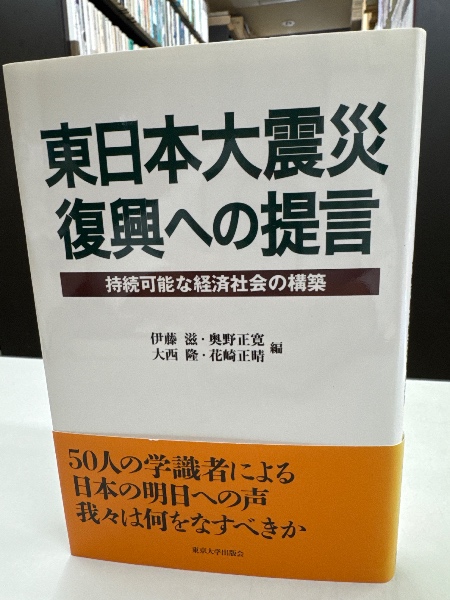 東日本大震災
復興への提言
持続可能な経済社会の構築
伊藤 滋・奥野正寛
大西 隆・花崎正晴 編
50人の学識者による
日本の明日への声
我々は何をなすべきか
東京大学出版会